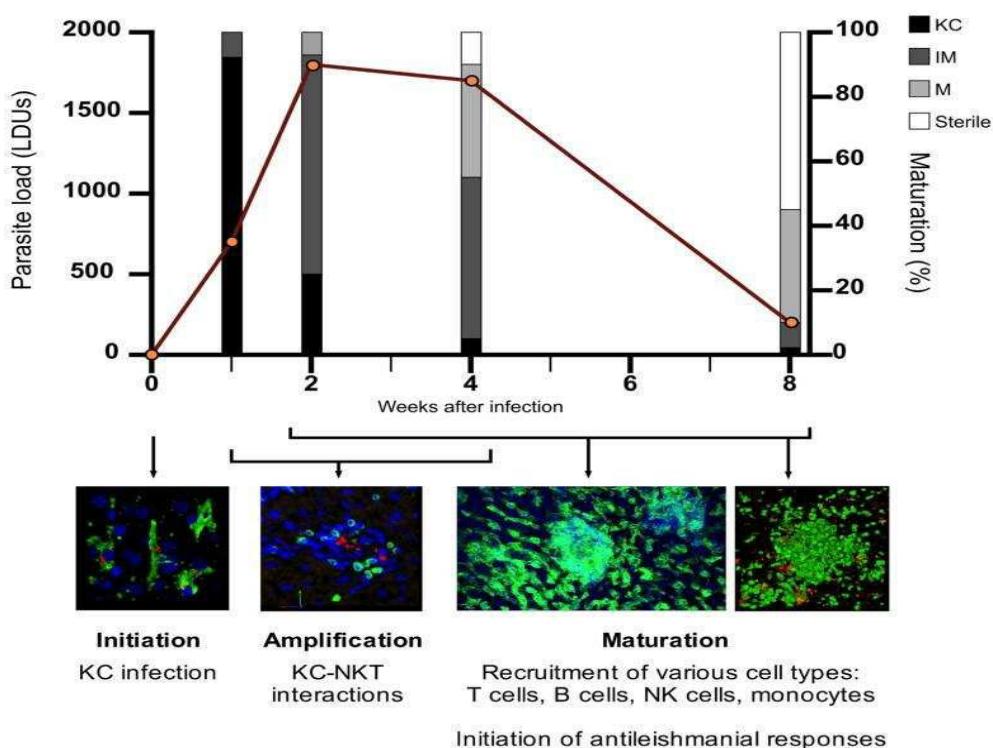 2000
1500
1000
500
0
Parasite load (LDUs)
100
80
60
40
20
0
Maturation (%)
KC
IM
M
Sterile
0 2 4 6 8
Weeks after infection
Initiation
KC infection
Amplification
KC-NKT
interactions
Maturation
Recruitment of various cell types:
T cells, B cells, NK cells, monocytes
Initiation of antileishmanial responses